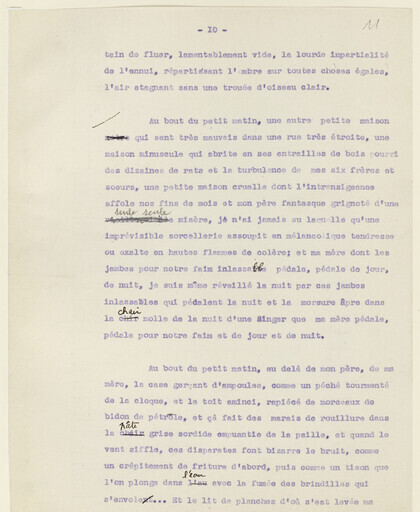 - 10 -
11
tein de fluer, lamentablement vide, la lourde impartialité
de l'ennui, répartissant l'ombre sur toutes choses égales,
l'air stagnant sans une trouée d'oiseau clair.
Au bout du petit matin, une autre petite maison
qui sent très mauvais dans une rue très étroite, une
maison minuscule qui abrite en ses entrailles de bois pourri
des dizaines de rats et la turbulence de mes six frères et
soeurs, une petite maison cruelle dont l'intransigeance
affole nos fins de mois et mon père fantasque grignoté d'une
seule seule
misère, je n'ai jamais su laquelle qu'une
imprévisible sorcellerie assoupit en mélancolique tendresse
ou exalte en hautes flammes de colère; et ma mère dont les
jambes pour notre faim inlassables pédale, pédale de jour,
de nuit, je suis même réveillé la nuit par ces jambes
inlassables qui pédalent la nuit et la morsure âpre dans
chair
la molle de la nuit d'une Singer que ma mère pédale,
pédale pour notre faim et de jour et de nuit.
Au bout du petit matin, au delà de mon père, de ma
mère, la case gerçant d'ampoules, comme un péché tourmenté
de la cloque, et le toit aminci, rapiécé de morceaux de
bidon de pétrole, et çà fait des marais de rouillure dans
pâte
la chair grise sordide empuantie de la paille, et quand le
vent siffle, ces disparates font bizarre le bruit, comme
un crépitement de friture d'abord, puis comme un tison que
l'eau
l'on plonge dans l'au avec la fumée des brindilles qui
s'envole... Et le lit de planches d'où s'est levée ma